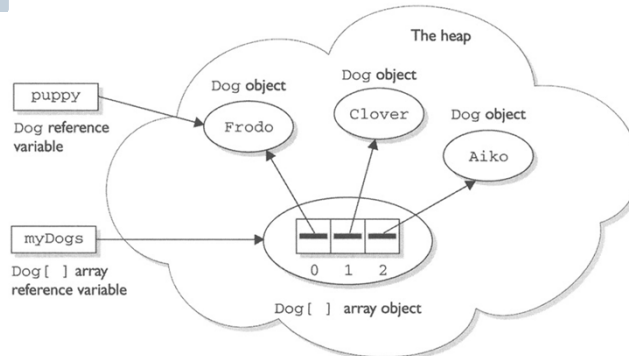 The heap
Dog object
Dog object
puppy
Clover
Dog object
Dog reference
variable
Frodo
Aiko
myDogs
0 1 2
Dog[ ] array
reference variable
Dog[ ] array object